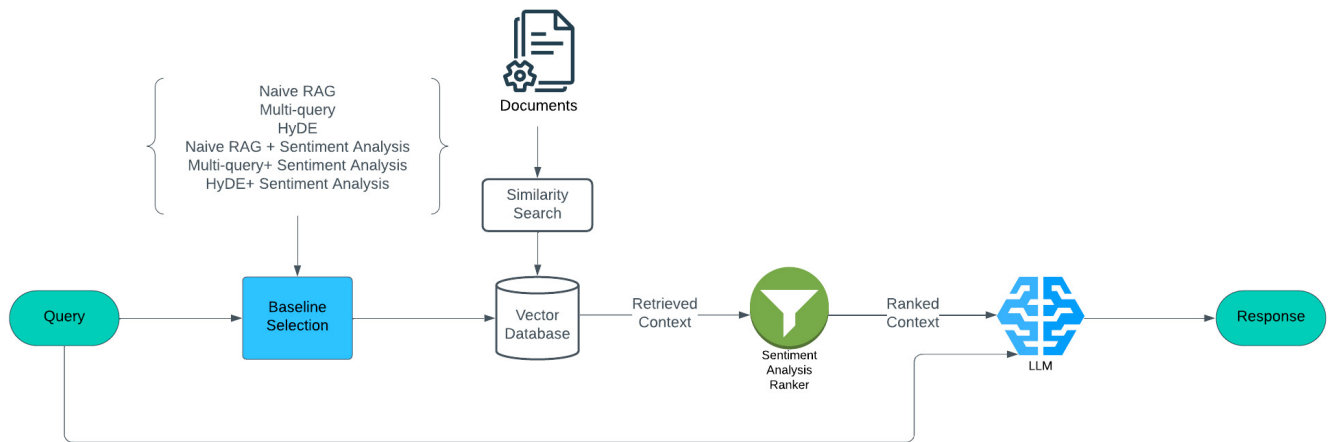 Naive RAG
Multi-query
HyDE
Naive RAG + Sentiment Analysis
Multi-query+ Sentiment Analysis
HyDE+ Sentiment Analysis
Documents
Similarity
Search
Query
Baseline
Selection
Vector
Database
Retrieved
Context
Sentiment
Analysis
Ranker
Ranked
Context
LLM
Response